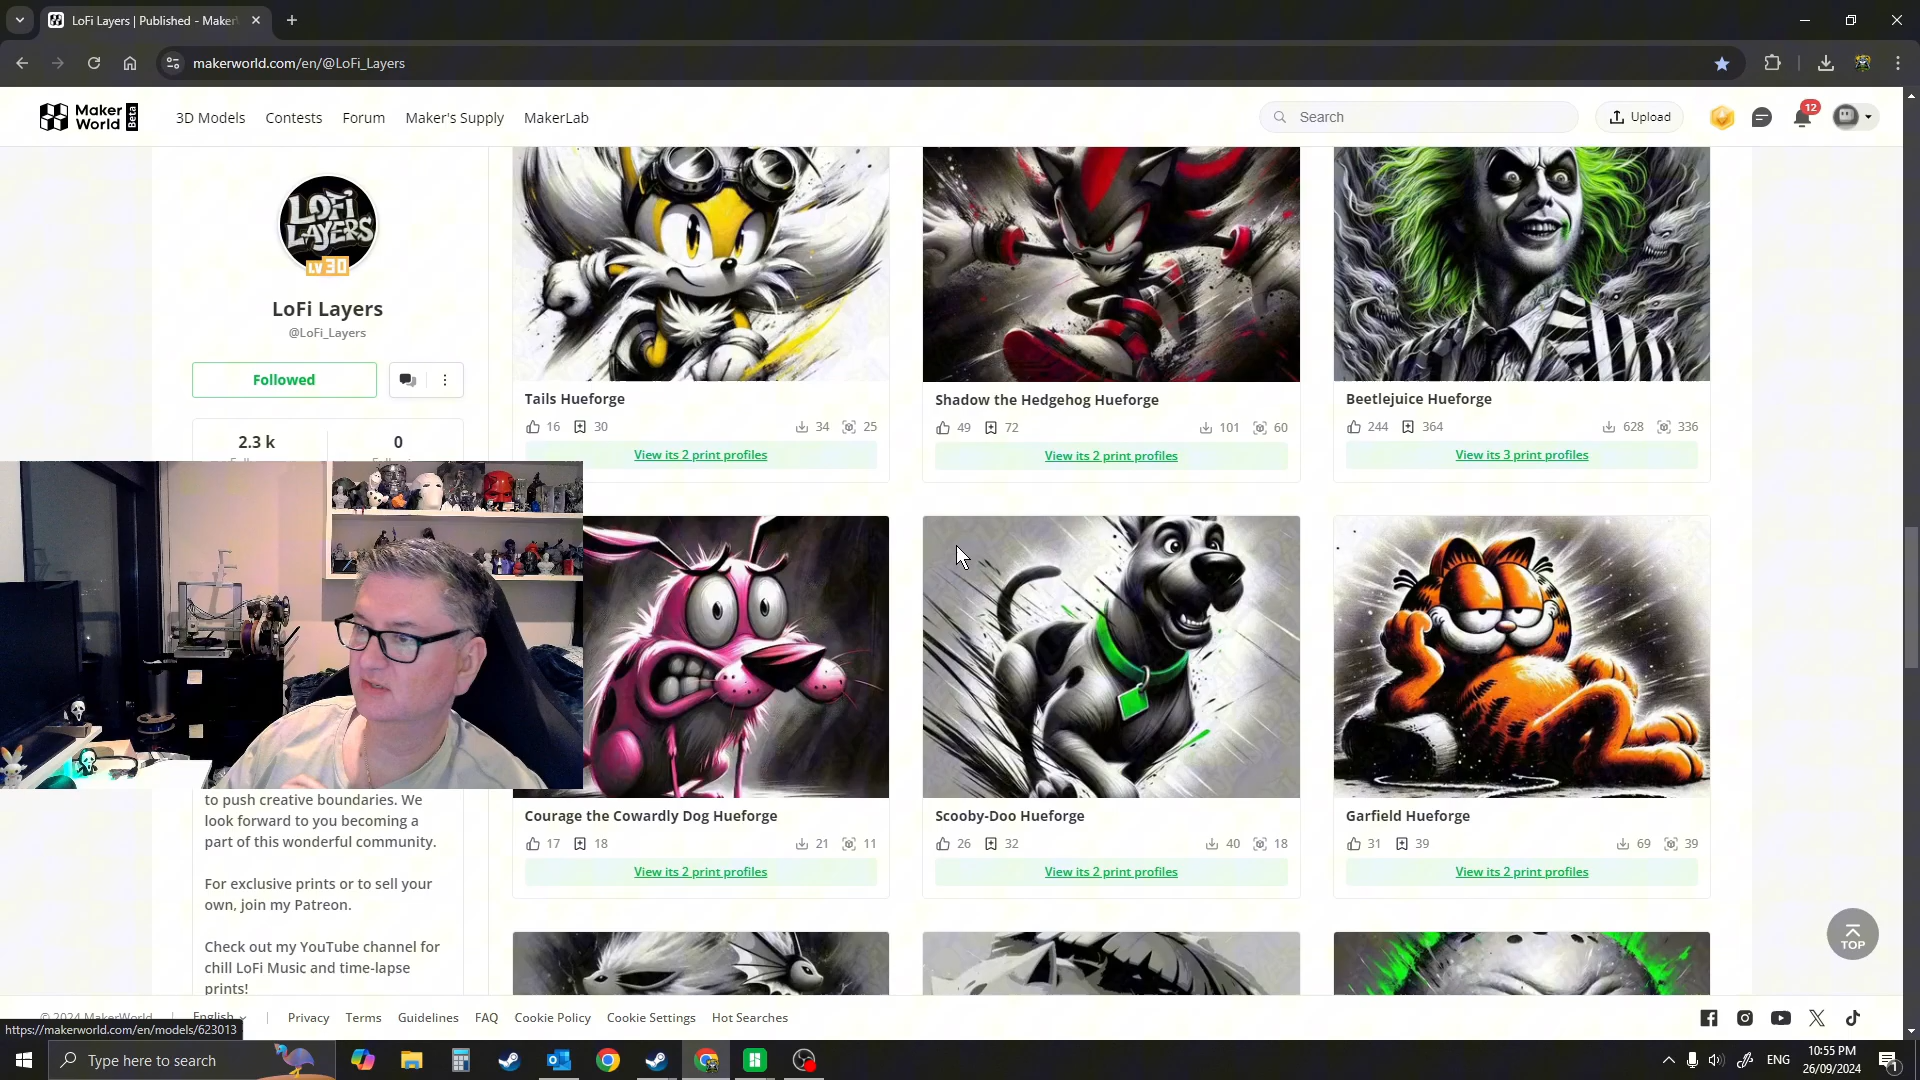 LoFi Layers | Published - Maker
makerworld.com/en/@LoFi_Layers
Maker
World
Beta
3D Models
Contests
Forum
Maker's Supply
MakerLab
Search
Upload
12
LOFI
LAYERS
LV 30
LoFi Layers
@LoFi_Layers
Followed
2.3 k
0
to push creative boundaries. We
look forward to you becoming a
part of this wonderful community.
For exclusive prints or to sell your
own, join my Patreon.
Check out my YouTube channel for
chill LoFi Music and time-lapse
prints!
Tails Hueforge
16 30 34 25
View its 2 print profiles
Shadow the Hedgehog Hueforge
49 72 101 60
View its 2 print profiles
Beetlejuice Hueforge
244 364 628 336
View its 3 print profiles
Courage the Cowardly Dog Hueforge
17 18 21 11
View its 2 print profiles
Scooby-Doo Hueforge
26 32 40 18
View its 2 print profiles
Garfield Hueforge
31 39 69 39
View its 2 print profiles
TOP
© 2024 MakerWorld
English
Privacy
Terms
Guidelines
FAQ
Cookie Policy
Cookie Settings
Hot Searches
https://makerworld.com/en/models/623013
Type here to search
ENG
10:55 PM
26/09/2024
1